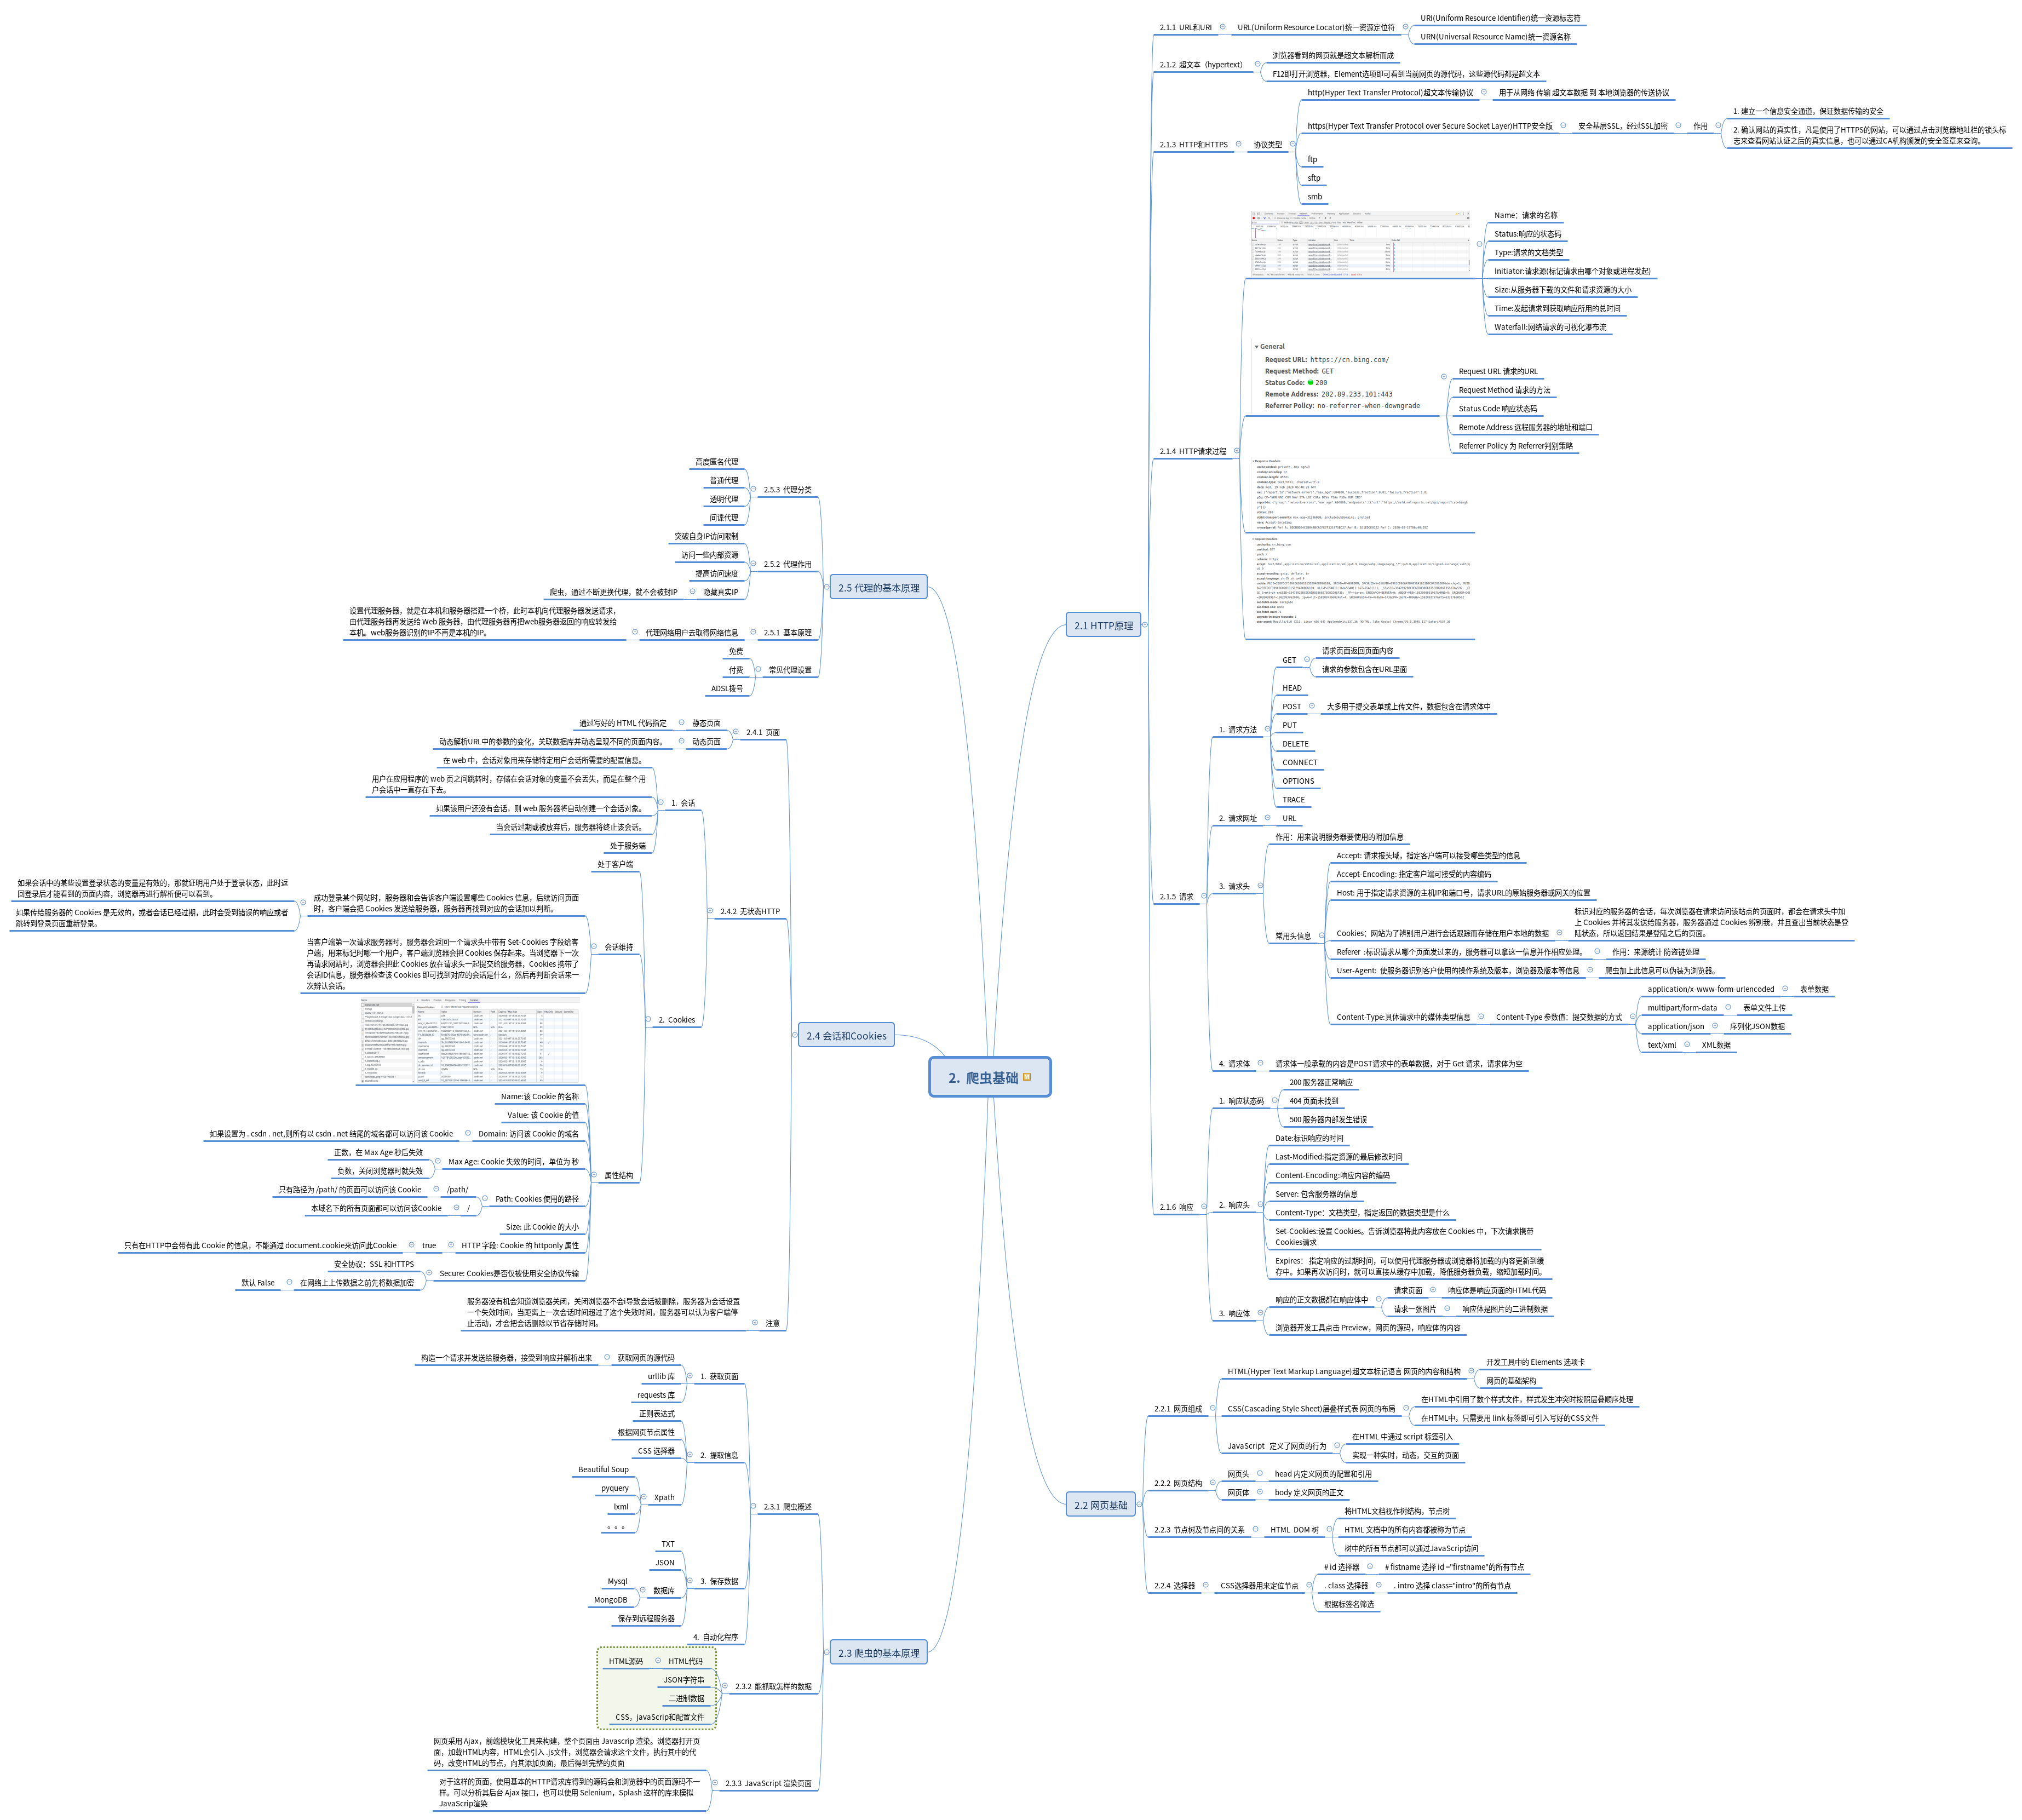 2. 爬虫基础
2.1 HTTP原理
2.1.1 URL和URI
URL(Uniform Resource Locator)统一资源定位符
URI(Uniform Resource Identifier)统一资源标志符
URN(Universal Resource Name)统一资源名称
2.1.2 超文本（hypertext）
浏览器看到的网页就是超文本解析而成
F12即打开浏览器，Element选项即可看到当前网页的源代码，这些源代码都是超文本
2.1.3 HTTP和HTTPS
协议类型
http(Hyper Text Transfer Protocol)超文本传输协议
用于从网络 传输 超文本数据 到 本地浏览器的传送协议
https(Hyper Text Transfer Protocol over Secure Socket Layer)HTTP安全版
安全基层SSL，经过SSL加密
作用
1. 建立一个信息安全通道，保证数据传输的安全
2. 确认网站的真实性，凡是使用了HTTPS的网站，可以通过点击浏览器地址栏的锁头标
志来查看网站认证之后的真实信息，也可以通过CA机构颁发的安全签章来查询。
ftp
sftp
smb
2.1.4 HTTP请求过程
Name：请求的名称
Status:响应的状态码
Type:请求的文档类型
Initiator:请求源(标记请求由哪个对象或进程发起)
Size:从服务器下载的文件和请求资源的大小
Time:发起请求到获取响应所用的总时间
Waterfall:网络请求的可视化瀑布流
General
Request URL: https://cn.bing.com/
Request Method: GET
Status Code: 200
Remote Address: 202.89.233.101:443
Referrer Policy: no-referrer-when-downgrade
Request URL 请求的URL
Request Method 请求的方法
Status Code 响应状态码
Remote Address 远程服务器的地址和端口
Referrer Policy 为 Referrer判别策略
2.1.5 请求
1. 请求方法
GET
请求页面返回页面内容
请求的参数包含在URL里面
HEAD
POST
大多用于提交表单或上传文件，数据包含在请求体中
PUT
DELETE
CONNECT
OPTIONS
TRACE
2. 请求网址
URL
3. 请求头
作用：用来说明服务器要使用的附加信息
常用头信息
Accept: 请求报头域，指定客户端可以接受哪些类型的信息
Accept-Encoding: 指定客户端可接受的内容编码
Host: 用于指定请求资源的主机IP和端口号，请求URL的原始服务器或网关的位置
Cookies：网站为了辨别用户进行会话跟踪而存储在用户本地的数据
标识对应的服务器的会话，每次浏览器在请求访问该站点的页面时，都会在请求头中加
上 Cookies 并将其发送给服务器，服务器通过 Cookies 辨别我，并且查出当前状态是登
陆状态，所以返回结果是登陆之后的页面。
Referer :标识请求从哪个页面发过来的，服务器可以拿这一信息并作相应处理。
作用：来源统计 防盗链处理
User-Agent: 使服务器识别客户使用的操作系统及版本，浏览器及版本等信息
爬虫加上此信息可以伪装为浏览器。
Content-Type:具体请求中的媒体类型信息
Content-Type 参数值：提交数据的方式
application/x-www-form-urlencoded
表单数据
multipart/form-data
表单文件上传
application/json
序列化JSON数据
text/xml
XML数据
4. 请求体
请求体一般承载的内容是POST请求中的表单数据，对于 Get 请求，请求体为空
2.1.6 响应
1. 响应状态码
200 服务器正常响应
404 页面未找到
500 服务器内部发生错误
2. 响应头
Date:标识响应的时间
Last-Modified:指定资源的最后修改时间
Content-Encoding:响应内容的编码
Server: 包含服务器的信息
Content-Type：文档类型，指定返回的数据类型是什么
Set-Cookies:设置 Cookies。告诉浏览器将此内容放在 Cookies 中，下次请求携带
Cookies请求
Expires： 指定响应的过期时间，可以使用代理服务器或浏览器将加载的内容更新到缓
存中。如果再次访问时，就可以直接从缓存中加载，降低服务器负载，缩短加载时间。
3. 响应体
响应的正文数据都在响应体中
请求页面
响应体是响应页面的HTML代码
请求一张图片
响应体是图片的二进制数据
浏览器开发工具点击 Preview，网页的源码，响应体的内容
2.2 网页基础
2.2.1 网页组成
HTML(Hyper Text Markup Language)超文本标记语言 网页的内容和结构
开发工具中的 Elements 选项卡
网页的基础架构
CSS(Cascading Style Sheet)层叠样式表 网页的布局
在HTML中引用了数个样式文件，样式发生冲突时按照层叠顺序处理
在HTML中，只需要用 link 标签即可引入写好的CSS文件
JavaScript 定义了网页的行为
在HTML 中通过 script 标签引入
实现一种实时，动态，交互的页面
2.2.2 网页结构
网页头
head 内定义网页的配置和引用
网页体
body 定义网页的正文
2.2.3 节点树及节点间的关系
HTML DOM 树
将HTML文档视作树结构，节点树
HTML 文档中的所有内容都被称为节点
树中的所有节点都可以通过JavaScrip访问
2.2.4 选择器
CSS选择器用来定位节点
# id 选择器
# fistname 选择 id ="firstname"的所有节点
. class 选择器
. intro 选择 class="intro"的所有节点
根据标签名筛选
2.5 代理的基本原理
2.5.3 代理分类
高度匿名代理
普通代理
透明代理
间谍代理
2.5.2 代理作用
突破自身IP访问限制
访问一些内部资源
提高访问速度
隐藏真实IP
爬虫，通过不断更换代理，就不会被封IP
2.5.1 基本原理
代理网络用户去取得网络信息
设置代理服务器，就是在本机和服务器搭建一个桥，此时本机向代理服务器发送请求，
由代理服务器再发送给 Web 服务器，由代理服务器再把web服务器返回的响应转发给
本机。web服务器识别的IP不再是本机的IP。
常见代理设置
免费
付费
ADSL拨号
2.4 会话和Cookies
2.4.1 页面
静态页面
通过写好的 HTML 代码指定
动态页面
动态解析URL中的参数的变化，关联数据库并动态呈现不同的页面内容。
2.4.2 无状态HTTP
1. 会话
在 web 中，会话对象用来存储特定用户会话所需要的配置信息。
用户在应用程序的 web 页之间跳转时，存储在会话对象的变量不会丢失，而是在整个用
户会话中一直存在下去。
如果该用户还没有会话，则 web 服务器将自动创建一个会话对象。
当会话过期或被放弃后，服务器将终止该会话。
处于服务端
2. Cookies
处于客户端
会话维持
成功登录某个网站时，服务器和会告诉客户端设置哪些 Cookies 信息，后续访问页面
时，客户端会把 Cookies 发送给服务器，服务器再找到对应的会话加以判断。
如果会话中的某些设置登录状态的变量是有效的，那就证明用户处于登录状态，此时返
回登录后才能看到的页面内容，浏览器再进行解析便可以看到。
如果传给服务器的 Cookies 是无效的，或者会话已经过期，此时会受到错误的响应或者
跳转到登录页面重新登录。
当客户端第一次请求服务器时，服务器会返回一个请求头中带有 Set-Cookies 字段给客
户端，用来标记时哪一个用户，客户端浏览器会把 Cookies 保存起来。当浏览器下一次
再请求网站时，浏览器会把此 Cookies 放在请求头一起提交给服务器，Cookies 携带了
会话ID信息，服务器检查该 Cookies 即可找到对应的会话是什么，然后再判断会话来一
次辨认会话。
属性结构
Name:该 Cookie 的名称
Value: 该 Cookie 的值
Domain: 访问该 Cookie 的域名
如果设置为 . csdn . net,则所有以 csdn . net 结尾的域名都可以访问该 Cookie
Max Age: Cookie 失效的时间，单位为 秒
正数，在 Max Age 秒后失效
负数，关闭浏览器时就失效
Path: Cookies 使用的路径
/path/
只有路径为 /path/ 的页面可以访问该 Cookie
/
本域名下的所有页面都可以访问该Cookie
Size: 此 Cookie 的大小
HTTP 字段: Cookie 的 httponly 属性
true
只有在HTTP中会带有此 Cookie 的信息，不能通过 document.cookie来访问此Cookie
Secure: Cookies是否仅被使用安全协议传输
安全协议：SSL 和HTTPS
在网络上上传数据之前先将数据加密
默认 False
注意
服务器没有机会知道浏览器关闭，关闭浏览器不会i导致会话被删除，服务器为会话设置
一个失效时间，当距离上一次会话时间超过了这个失效时间，服务器可以认为客户端停
止活动，才会把会话删除以节省存储时间。
2.3 爬虫的基本原理
2.3.1 爬虫概述
1. 获取页面
获取网页的源代码
构造一个请求并发送给服务器，接受到响应并解析出来
urllib 库
requests 库
2. 提取信息
正则表达式
根据网页节点属性
CSS 选择器
Xpath
Beautiful Soup
pyquery
lxml
。。。
3. 保存数据
TXT
JSON
数据库
Mysql
MongoDB
保存到远程服务器
4. 自动化程序
2.3.2 能抓取怎样的数据
HTML代码
HTML源码
JSON字符串
二进制数据
CSS，javaScrip和配置文件
2.3.3 JavaScript 渲染页面
网页采用 Ajax，前端模块化工具来构建，整个页面由 Javascrip 渲染。浏览器打开页
面，加载HTML内容，HTML会引入 .js文件，浏览器会请求这个文件，执行其中的代
码，改变HTML的节点，向其添加页面，最后得到完整的页面
对于这样的页面，使用基本的HTTP请求库得到的源码会和浏览器中的页面源码不一
样。可以分析其后台 Ajax 接口，也可以使用 Selenium，Splash 这样的库来模拟
JavaScrip渲染